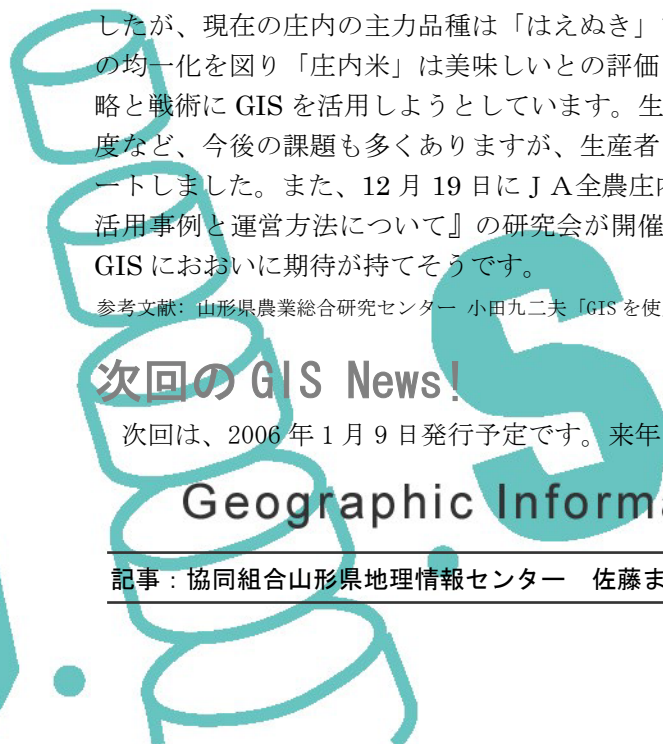 したが、現在の庄内の主力品種は「はえぬき」
の均一化を図り「庄内米」は美味しいとの評価
略と戦術に GIS を活用しようとしています。生
度など、今後の課題も多くありますが、生産者
ートしました。また、12 月 19 日にＪＡ全農庄内
活用事例と運営方法について』の研究会が開催
GIS におおいに期待が持てそうです。
参考文献: 山形県農業総合研究センター 小田九二夫「GIS を使
次回の GIS News!
次回は、2006 年 1 月 9 日発行予定です。来年
Geographic Informa
記事：協同組合山形県地理情報センター　佐藤ま